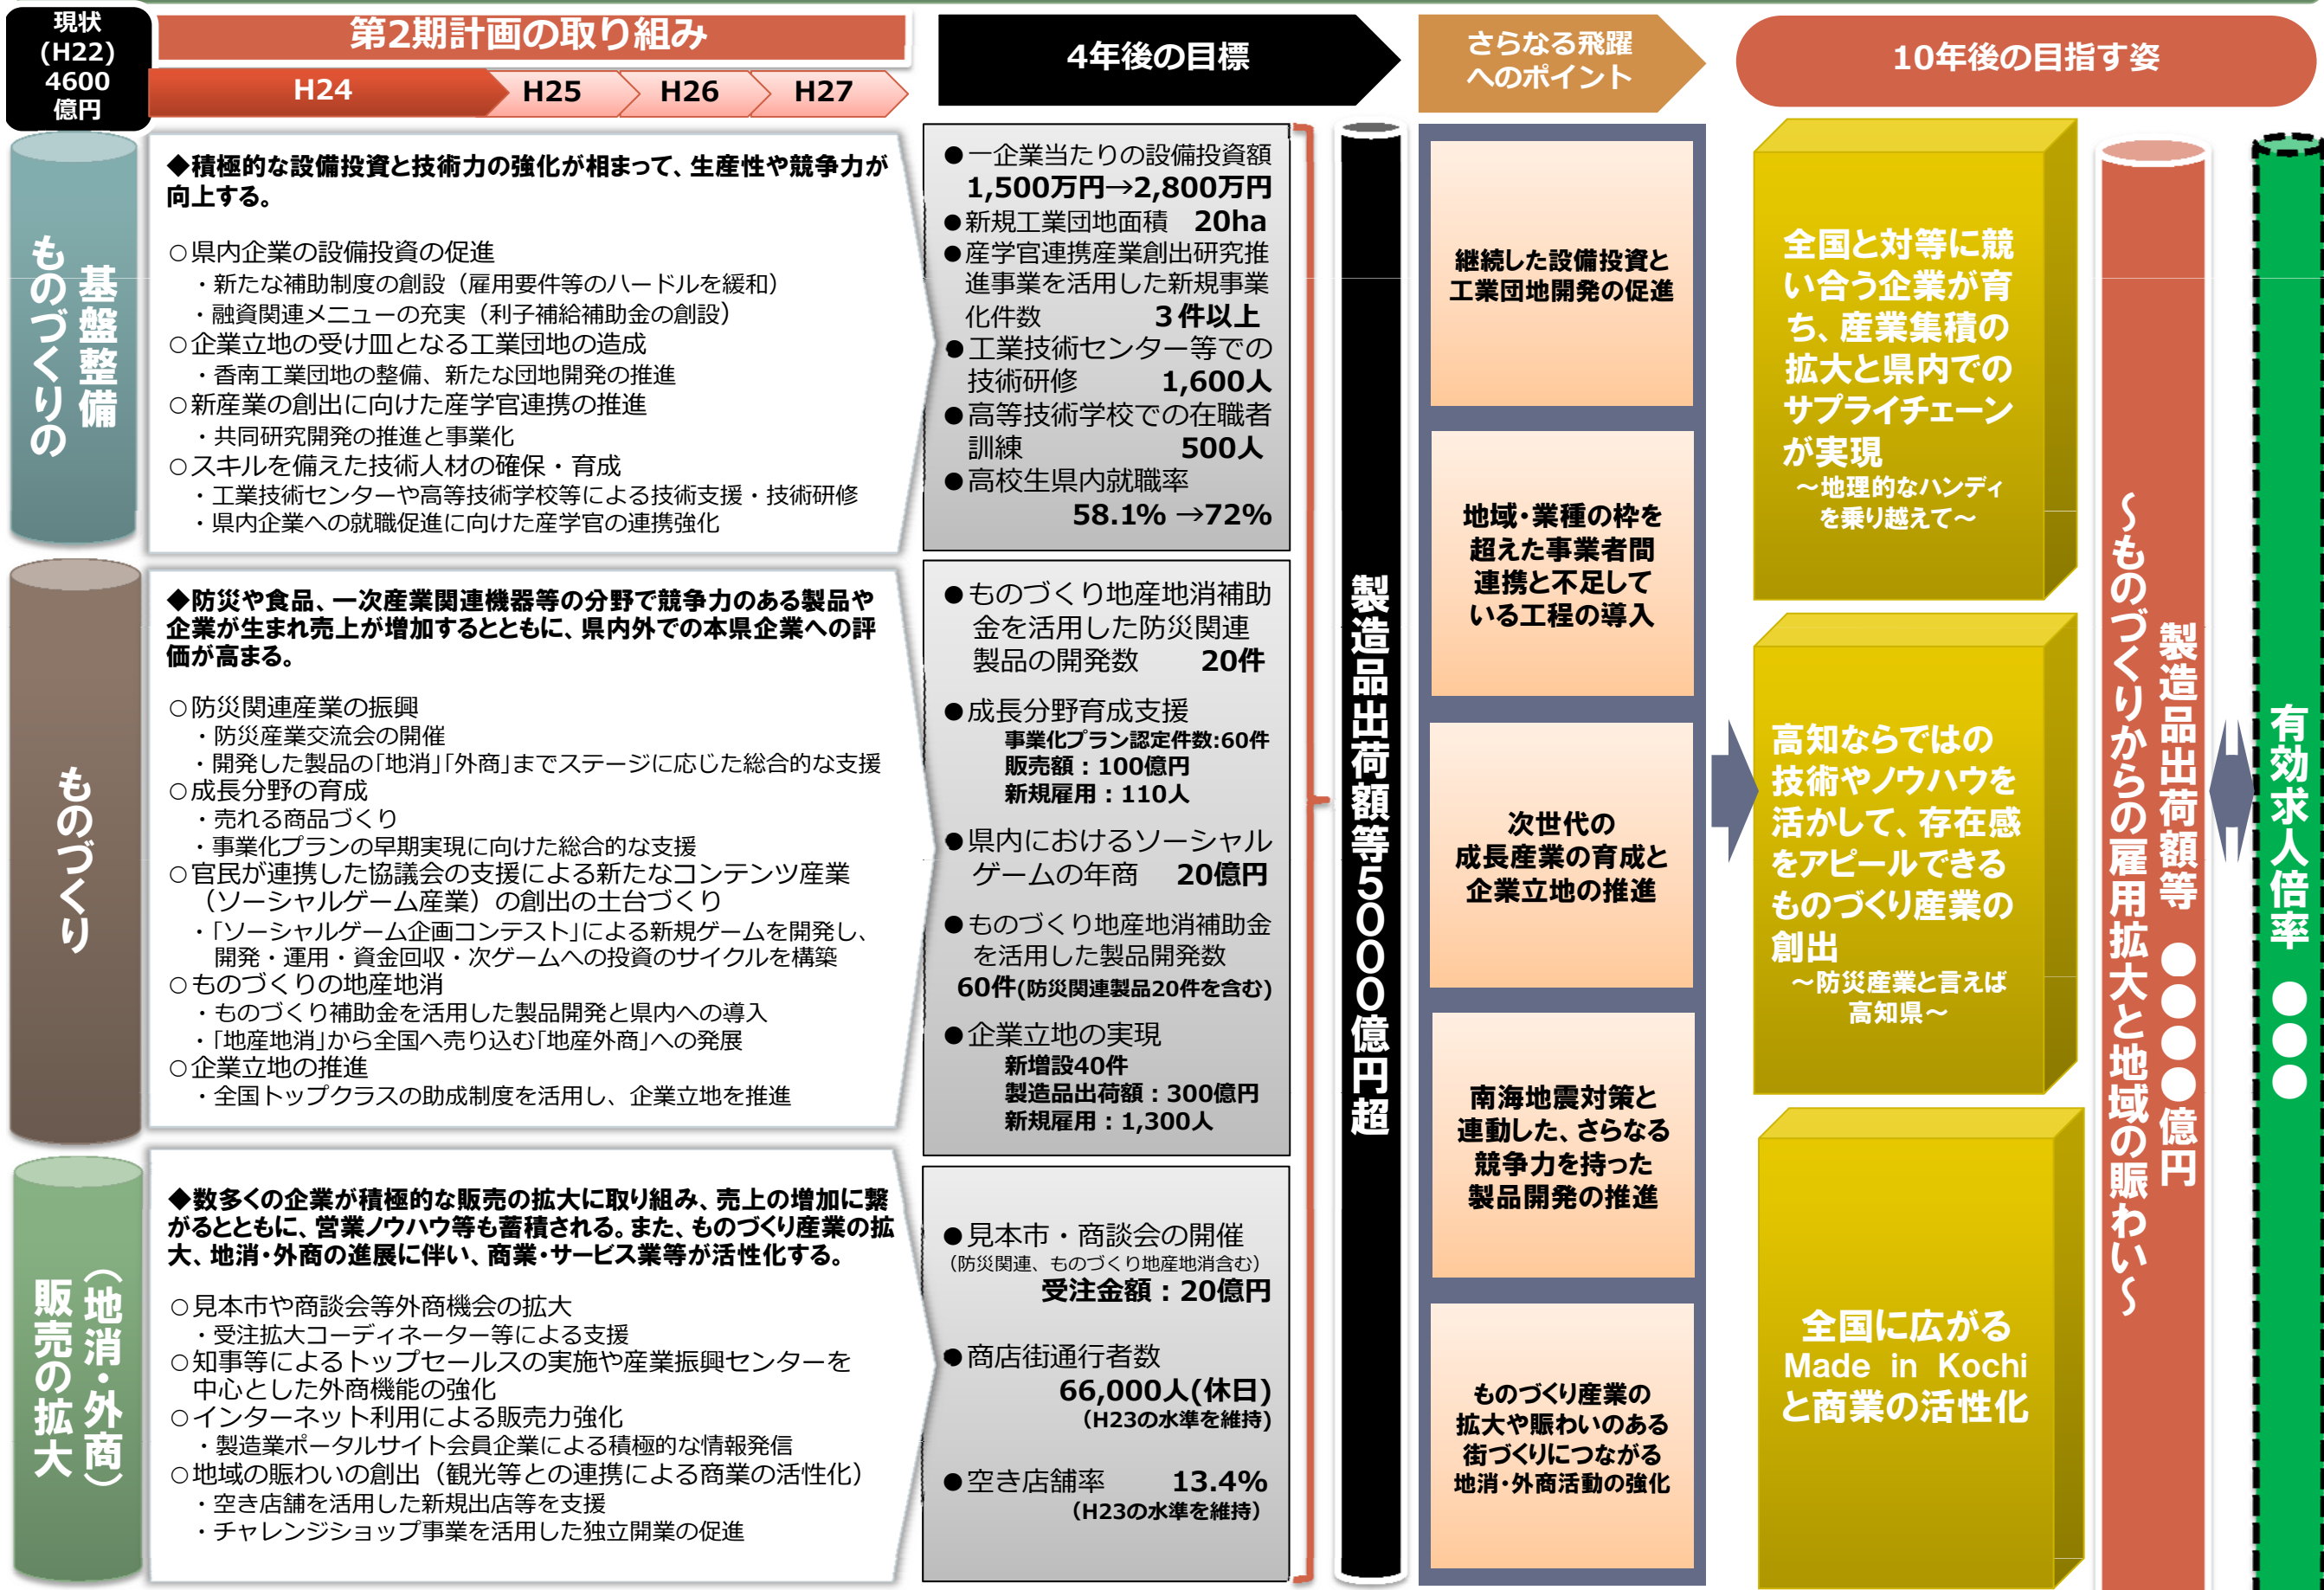 現状
(H22)
4600
億円
第2期計画の取り組み
H24
H25
H26
H27
4年後の目標
さらなる飛躍
へのポイント
10年後の目指す姿
ものづくりの
基盤整備
◆積極的な設備投資と技術力の強化が相まって、生産性や競争力が
向上する。
○県内企業の設備投資の促進
・新たな補助制度の創設（雇用要件等のハードルを緩和）
・融資関連メニューの充実（利子補給補助金の創設）
○企業立地の受け皿となる工業団地の造成
・香南工業団地の整備、新たな団地開発の推進
○新産業の創出に向けた産学官連携の推進
・共同研究開発の推進と事業化
○スキルを備えた技術人材の確保・育成
・工業技術センターや高等技術学校等による技術支援・技術研修
・県内企業への就職促進に向けた産学官の連携強化
●一企業当たりの設備投資額
1,500万円→2,800万円
●新規工業団地面積 20ha
●産学官連携産業創出研究推
進事業を活用した新規事業
化件数 3件以上
●工業技術センター等での
技術研修 1,600人
●高等技術学校での在職者
訓練 500人
●高校生県内就職率
58.1% →72%
ものづくり
◆防災や食品、一次産業関連機器等の分野で競争力のある製品や
企業が生まれ売上が増加するとともに、県内外での本県企業への評
価が高まる。
○防災関連産業の振興
・防災産業交流会の開催
・開発した製品の「地消」「外商」までステージに応じた総合的な支援
○成長分野の育成
・売れる商品づくり
・事業化プランの早期実現に向けた総合的な支援
○官民が連携した協議会の支援による新たなコンテンツ産業
（ソーシャルゲーム産業）の創出の土台づくり
・「ソーシャルゲーム企画コンテスト」による新規ゲームを開発し、
開発・運用・資金回収・次ゲームへの投資のサイクルを構築
○ものづくりの地産地消
・ものづくり補助金を活用した製品開発と県内への導入
・「地産地消」から全国へ売り込む「地産外商」への発展
○企業立地の推進
・全国トップクラスの助成制度を活用し、企業立地を推進
●ものづくり地産地消補助
金を活用した防災関連
製品の開発数 20件
●成長分野育成支援
事業化プラン認定件数:60件
販売額：100億円
新規雇用：110人
●県内におけるソーシャル
ゲームの年商 20億円
●ものづくり地産地消補助金
を活用した製品開発数
60件(防災関連製品20件を含む)
●企業立地の実現
新増設40件
製造品出荷額：300億円
新規雇用：1,300人
販売の拡大
（地消・外商）
◆数多くの企業が積極的な販売の拡大に取り組み、売上の増加に繋
がるとともに、営業ノウハウ等も蓄積される。また、ものづくり産業の拡
大、地消・外商の進展に伴い、商業・サービス業等が活性化する。
○見本市や商談会等外商機会の拡大
・受注拡大コーディネーター等による支援
○知事等によるトップセールスの実施や産業振興センターを
中心とした外商機能の強化
○インターネット利用による販売力強化
・製造業ポータルサイト会員企業による積極的な情報発信
○地域の賑わいの創出（観光等との連携による商業の活性化）
・空き店舗を活用した新規出店等を支援
・チャレンジショップ事業を活用した独立開業の促進
●見本市・商談会の開催
（防災関連、ものづくり地産地消含む）
受注金額：20億円
●商店街通行者数
66,000人(休日)
（H23の水準を維持)
●空き店舗率 13.4%
（H23の水準を維持）
製造品出荷額等５０００億円超
継続した設備投資と
工業団地開発の促進
地域・業種の枠を
超えた事業者間
連携と不足して
いる工程の導入
次世代の
成長産業の育成と
企業立地の推進
南海地震対策と
連動した、さらなる
競争力を持った
製品開発の推進
ものづくり産業の
拡大や賑わいのある
街づくりにつながる
地消・外商活動の強化
全国と対等に競
い合う企業が育
ち、産業集積の
拡大と県内での
サプライチェーン
が実現
～地理的なハンディ
を乗り越えて～
高知ならではの
技術やノウハウを
活かして、存在感
をアピールできる
ものづくり産業の
創出
～防災産業と言えば
高知県～
全国に広がる
Made in Kochi
と商業の活性化
製造品出荷額等 ●●●●億円
～ものづくりからの雇用拡大と地域の賑わい～
有効求人倍率 ●●●